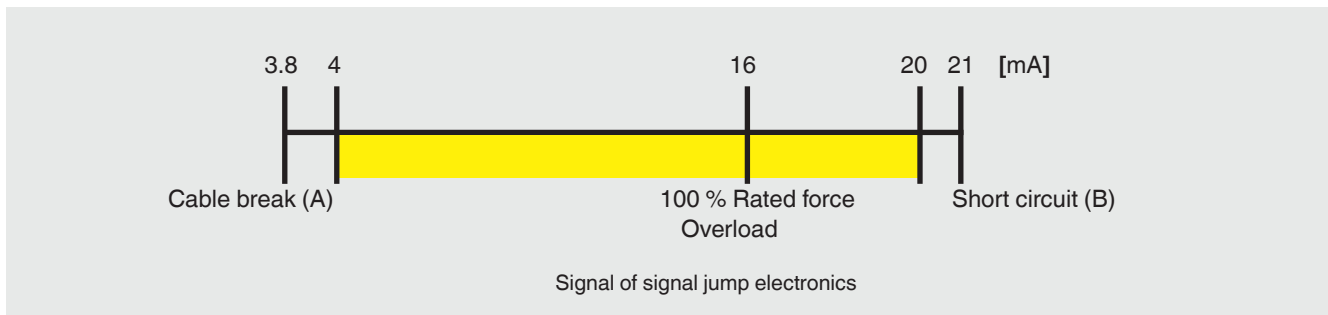 3.8 4 16 20 21 [mA]
Cable break (A) 100 % Rated force Short circuit (B)
Overload
Signal of signal jump electronics